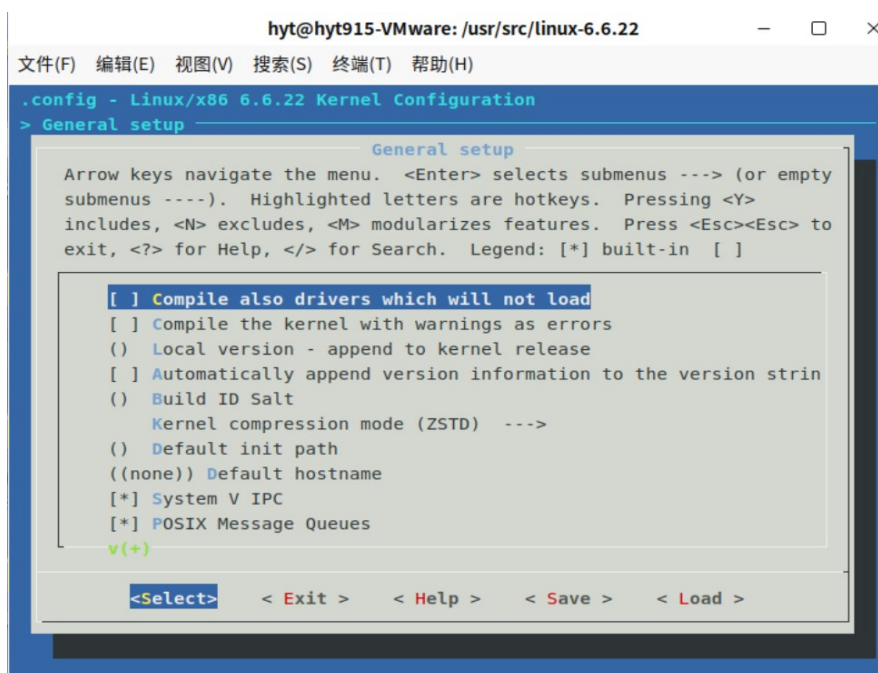 hyt@hyt915-VMware: /usr/src/linux-6.6.22
文件(F) 编辑(E) 视图(V) 搜索(S) 终端(T) 帮助(H)
.config - Linux/x86 6.6.22 Kernel Configuration
> General setup
General setup
Arrow keys navigate the menu. <Enter> selects submenus ---> (or empty
submenus ----). Highlighted letters are hotkeys. Pressing <Y>
includes, <N> excludes, <M> modularizes features. Press <Esc><Esc> to
exit, <?> for Help, </> for Search. Legend: [*] built-in [ ]
[ ] Compile also drivers which will not load
[ ] Compile the kernel with warnings as errors
() Local version - append to kernel release
[ ] Automatically append version information to the version strin
() Build ID Salt
Kernel compression mode (ZSTD) --->
() Default init path
((none)) Default hostname
[*] System V IPC
[*] POSIX Message Queues
v(+)
<Select> < Exit > < Help > < Save > < Load >